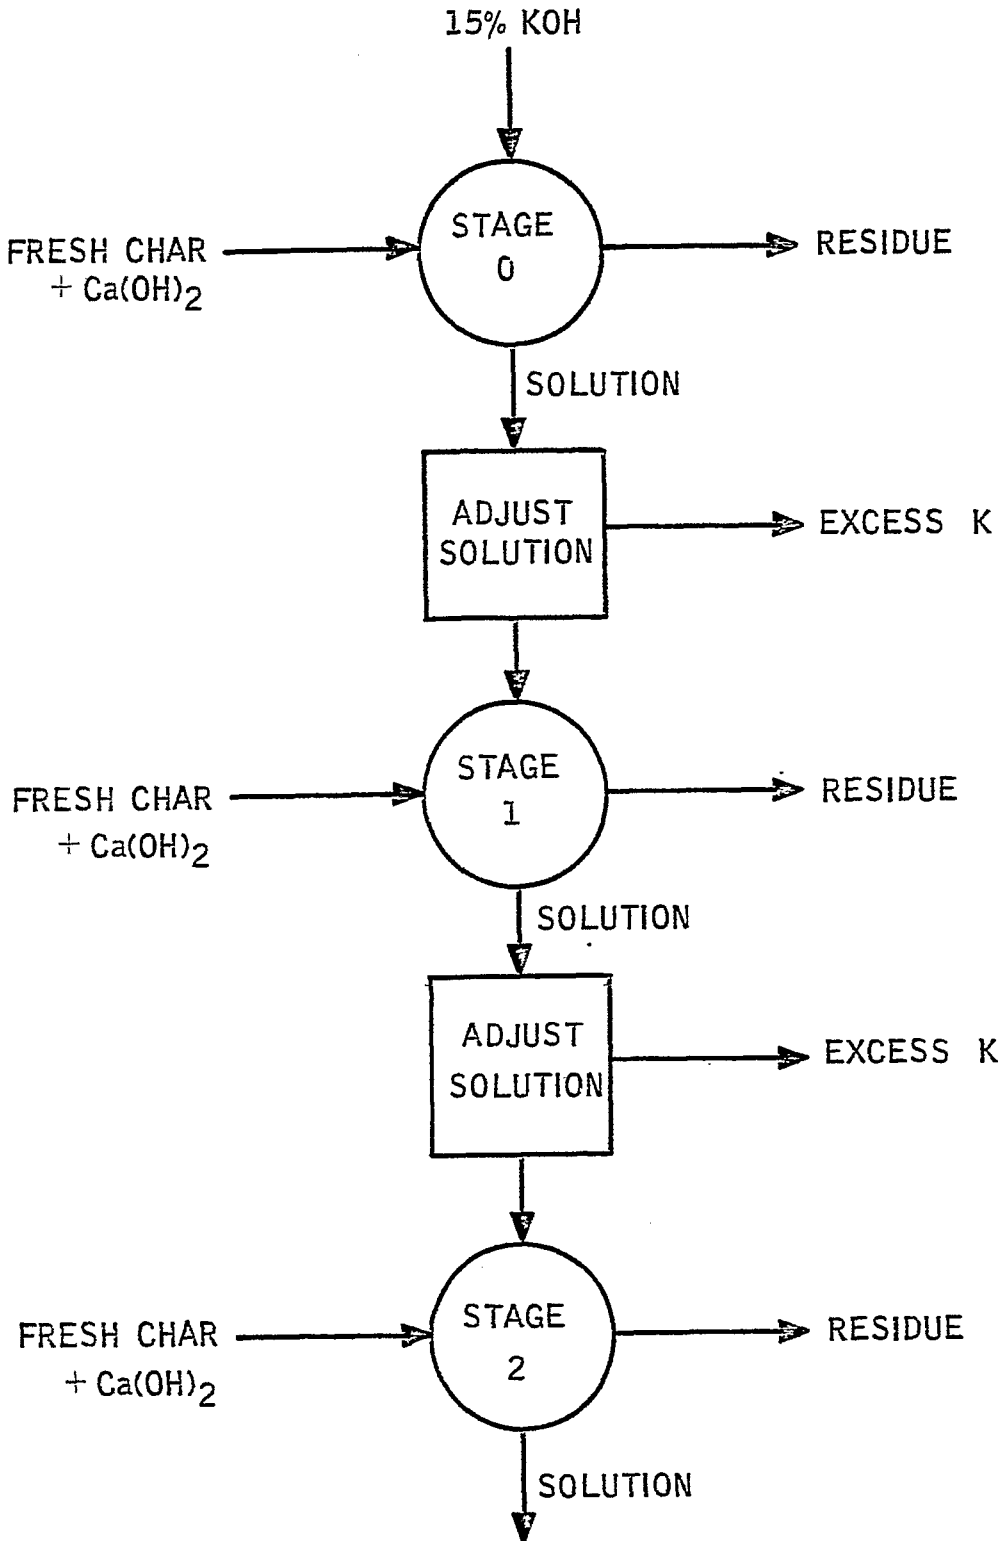 15% KOH
STAGE
0
FRESH CHAR
+ Ca(OH)2
RESIDUE
SOLUTION
ADJUST
SOLUTION
EXCESS K
STAGE
1
FRESH CHAR
+ Ca(OH)2
RESIDUE
SOLUTION
ADJUST
SOLUTION
EXCESS K
STAGE
2
FRESH CHAR
+ Ca(OH)2
RESIDUE
SOLUTION